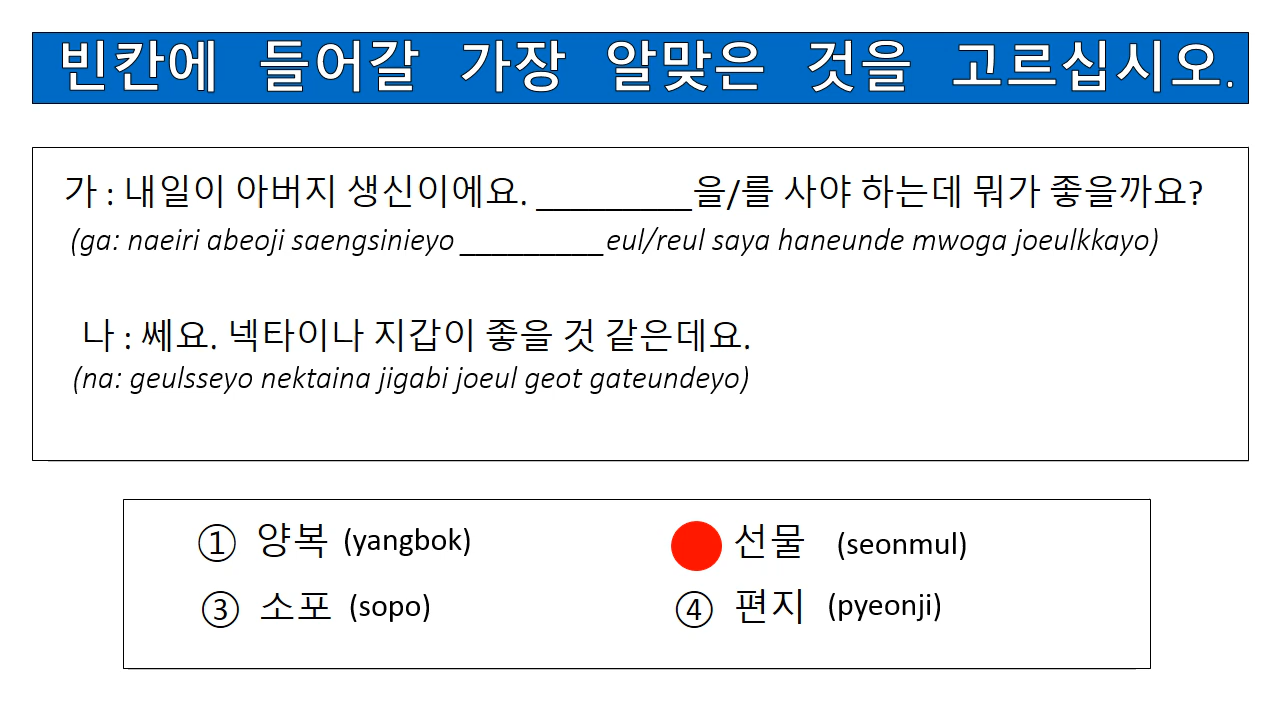 빈칸에 들어갈 가장 알맞은 것을 고르십시오.
가 : 내일이 아버지 생신이에요. _________을/를 사야 하는데 뭐가 좋을까요?
(ga: naeiri abeoji saengsinieyo _________eul/reul saya haneunde mwoga joeulkkayo)
나 : 쎄요. 넥타이나 지갑이 좋을 것 같은데요.
(na: geulsseyo nektaina jigabi joeul geot gateundeyo)
① 양복 (yangbok) 선물 (seonmul)
③ 소포 (sopo) ④ 편지 (pyeonji)